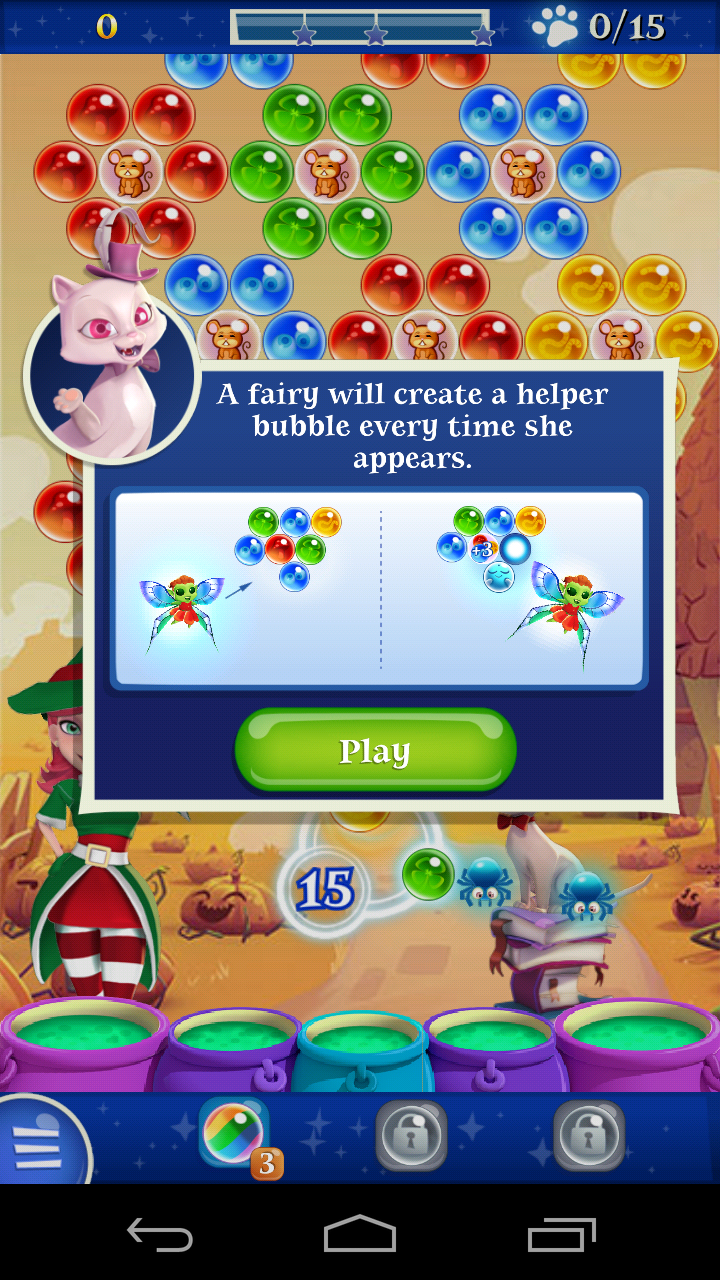 0
0/15
A fairy will create a helper
bubble every time she
appears.
+3
Play
15
3